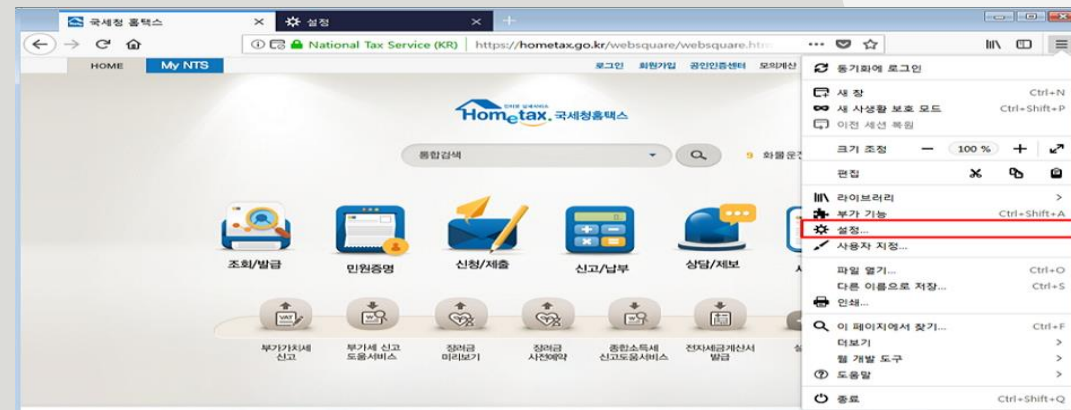 국세청 홈택스
설정
National Tax Service (KR)
https://hometax.go.kr/websquare/websquare.htm
HOME
My NTS
로그인 회원가입 공인인증센터 모의계산
Hometax. 국세청홈택스
통합검색
9 화물운전
조회/발급
민원증명
신청/제출
신고/납부
상담/제보
부가가치세
신고
부가세 신고
도움서비스
장려금
미리보기
장려금
사전예약
종합소득세
신고도움서비스
전자세금계산서
발급
동기화에 로그인
새 창 Ctrl+N
새 사생활 보호 모드 Ctrl+Shift+P
이전 세션 복원
크기 조정 100 %
편집
라이브러리
부가 기능 Ctrl+Shift+A
설정...
사용자 지정...
파일 열기... Ctrl+O
다른 이름으로 저장... Ctrl+S
인쇄...
이 페이지에서 찾기... Ctrl+F
더보기
웹 개발 도구
도움말
종료 Ctrl+Shift+Q